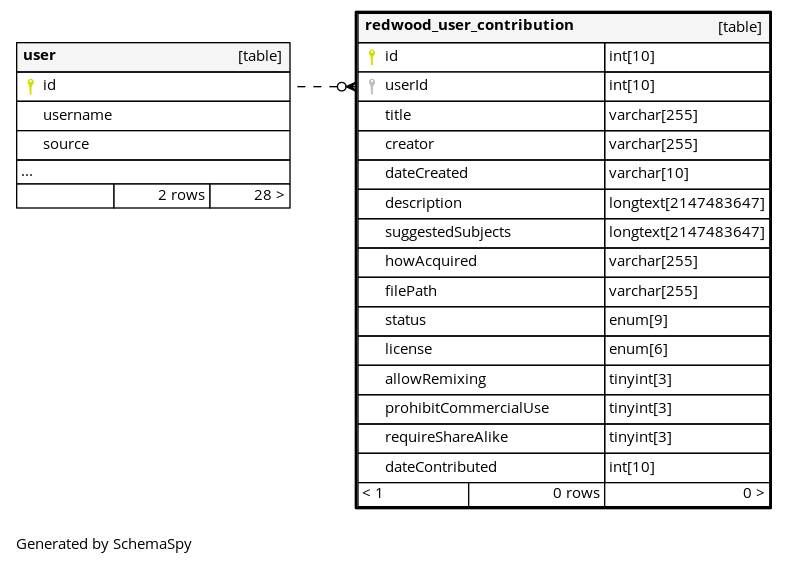 user [table]
id
username
source
...
2 rows 28 >
redwood_user_contribution [table]
id int[10]
userId int[10]
title varchar[255]
creator varchar[255]
dateCreated varchar[10]
description longtext[2147483647]
suggestedSubjects longtext[2147483647]
howAcquired varchar[255]
filePath varchar[255]
status enum[9]
license enum[6]
allowRemixing tinyint[3]
prohibitCommercialUse tinyint[3]
requireShareAlike tinyint[3]
dateContributed int[10]
< 1 0 rows 0 >
Generated by SchemaSpy